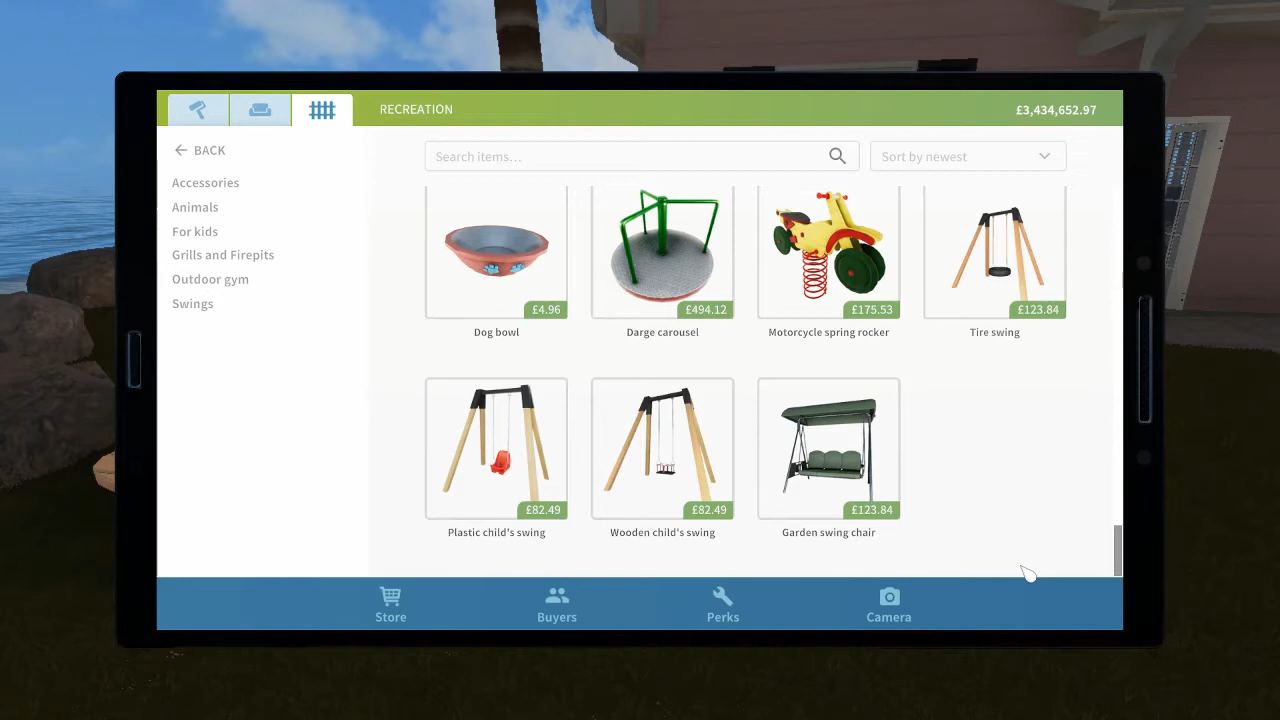 RECREATION
£3,434,652.97
BACK
Search items...
Sort by newest
Accessories
Animals
For kids
Grills and Firepits
Outdoor gym
Swings
£4.96
£494.12
£175.53
£123.84
Dog bowl
Darge carousel
Motorcycle spring rocker
Tire swing
£82.49
£82.49
£123.84
Plastic child's swing
Wooden child's swing
Garden swing chair
Store
Buyers
Perks
Camera